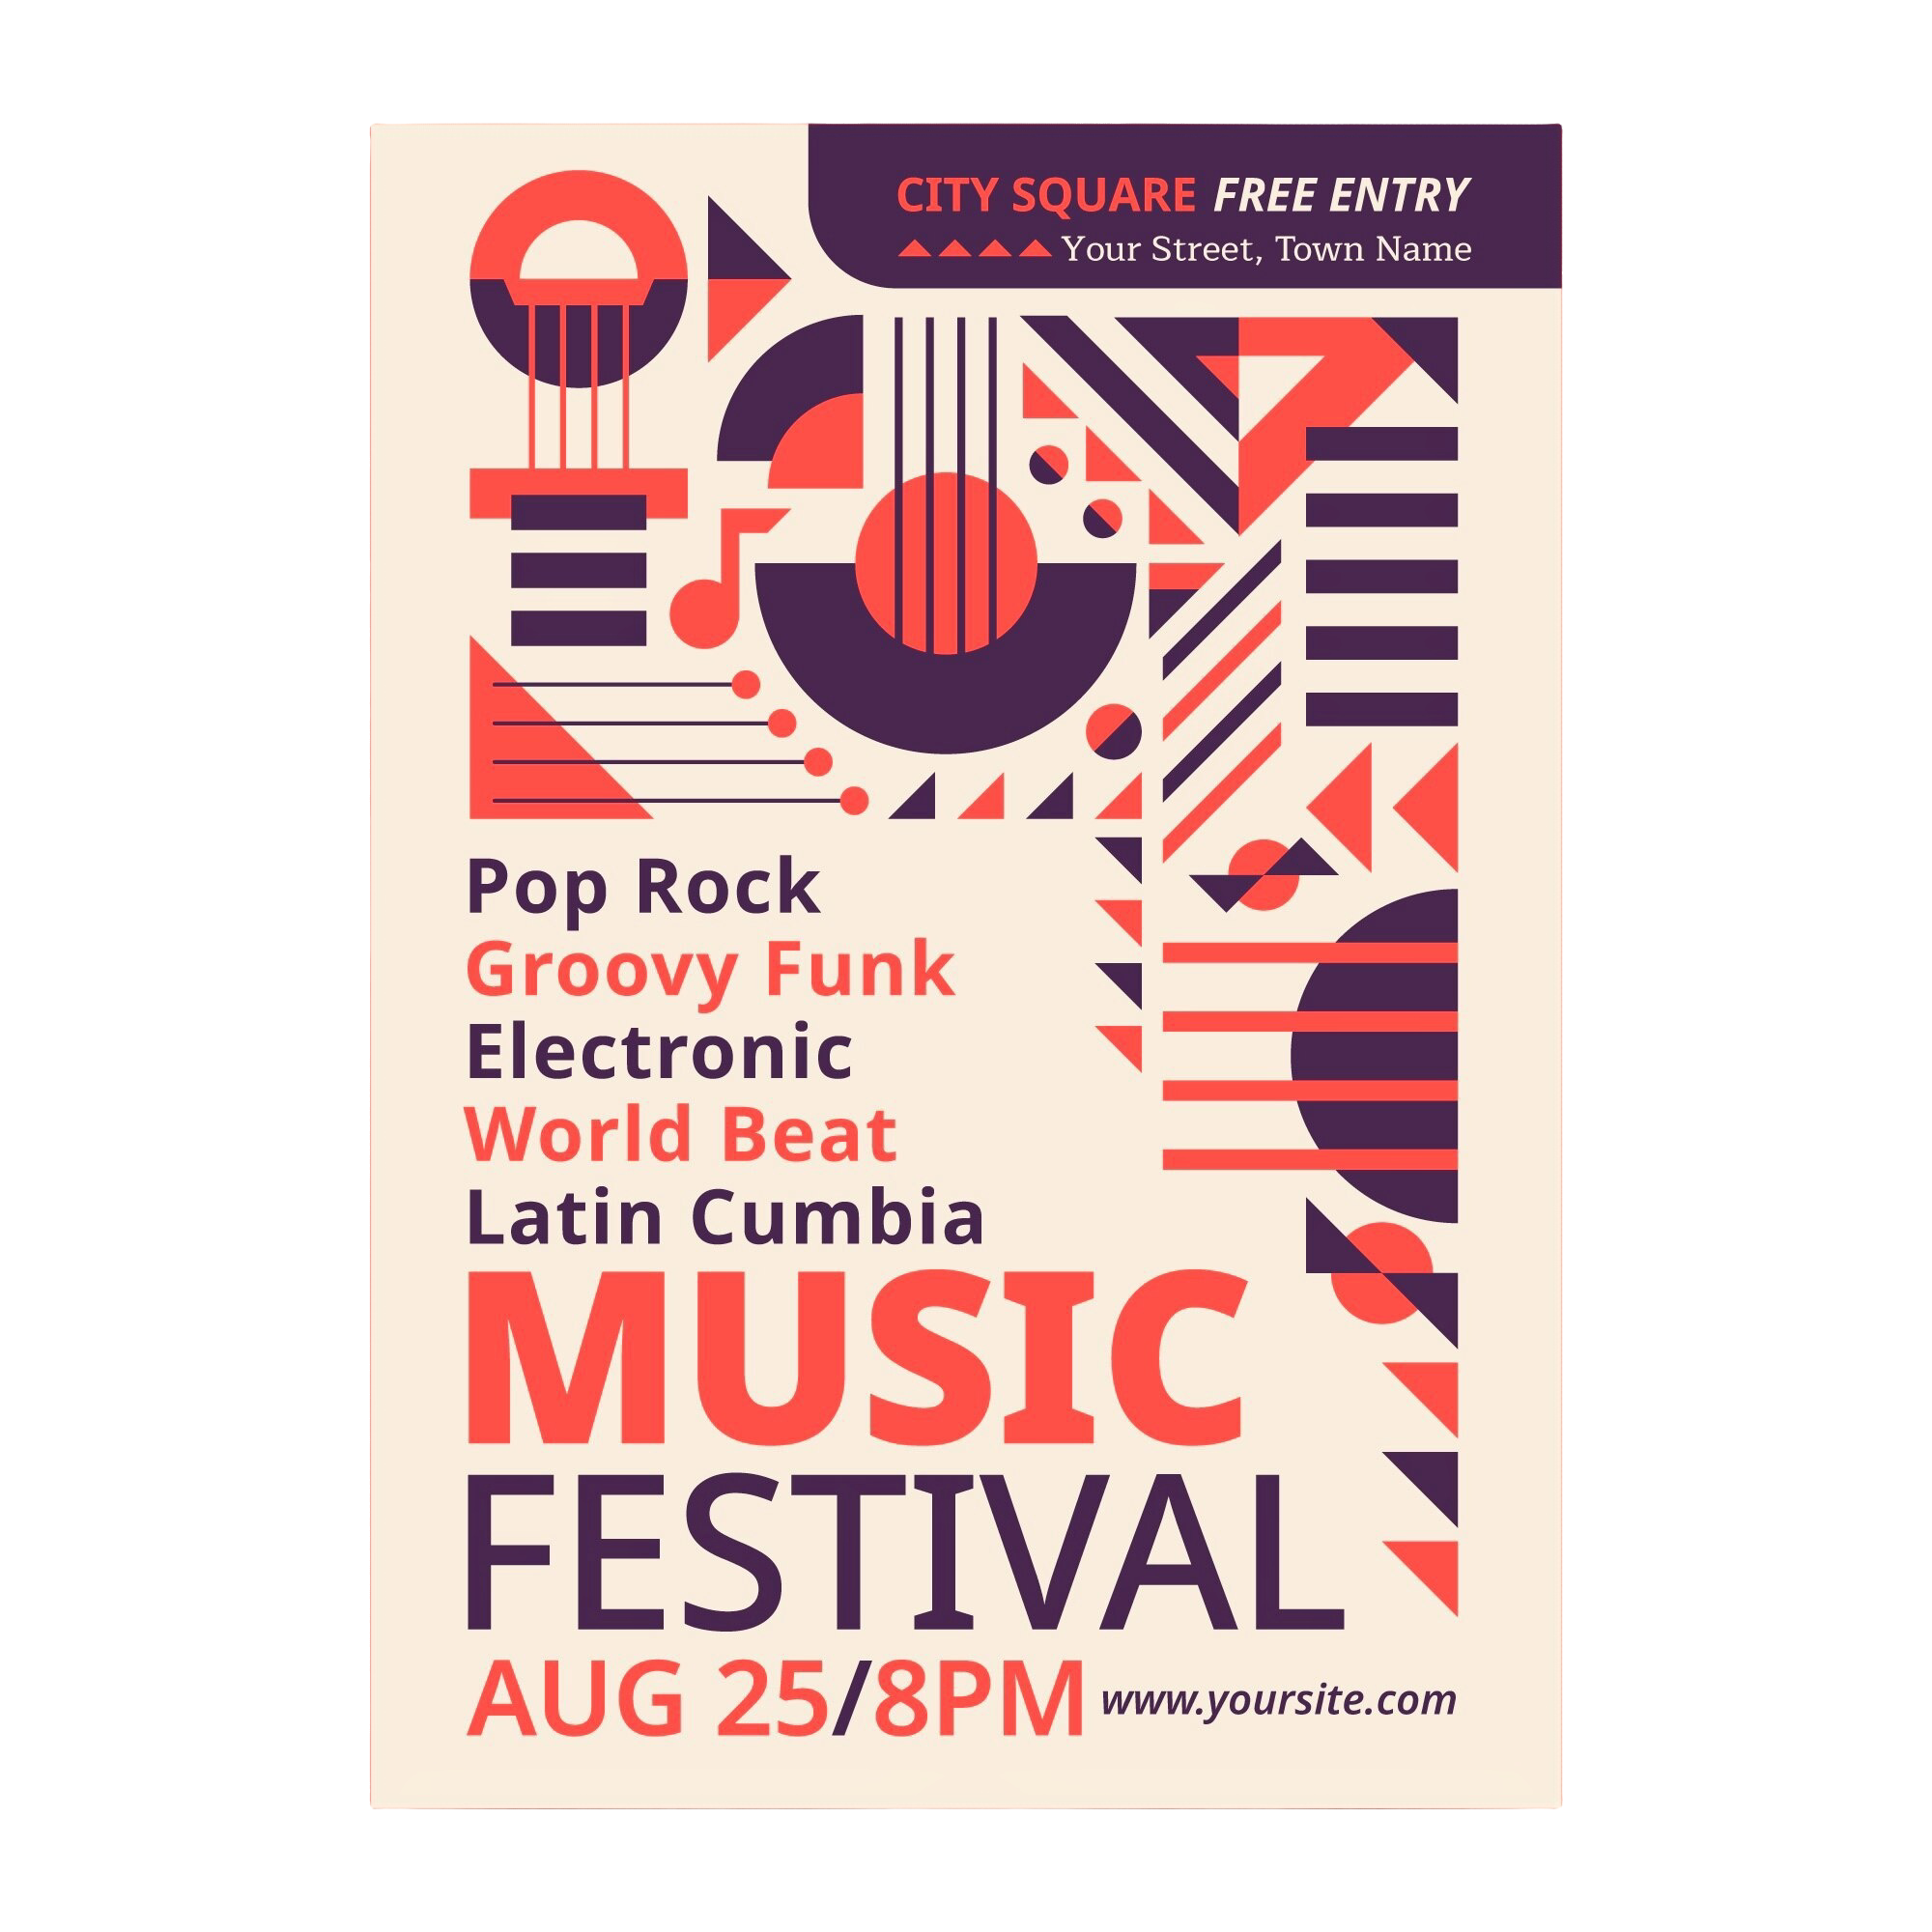 CITY SQUARE FREE ENTRY
Your Street, Town Name
Pop Rock
Groovy Funk
Electronic
World Beat
Latin Cumbia
MUSIC
FESTIVAL
AUG 25/8PM www.yoursite.com